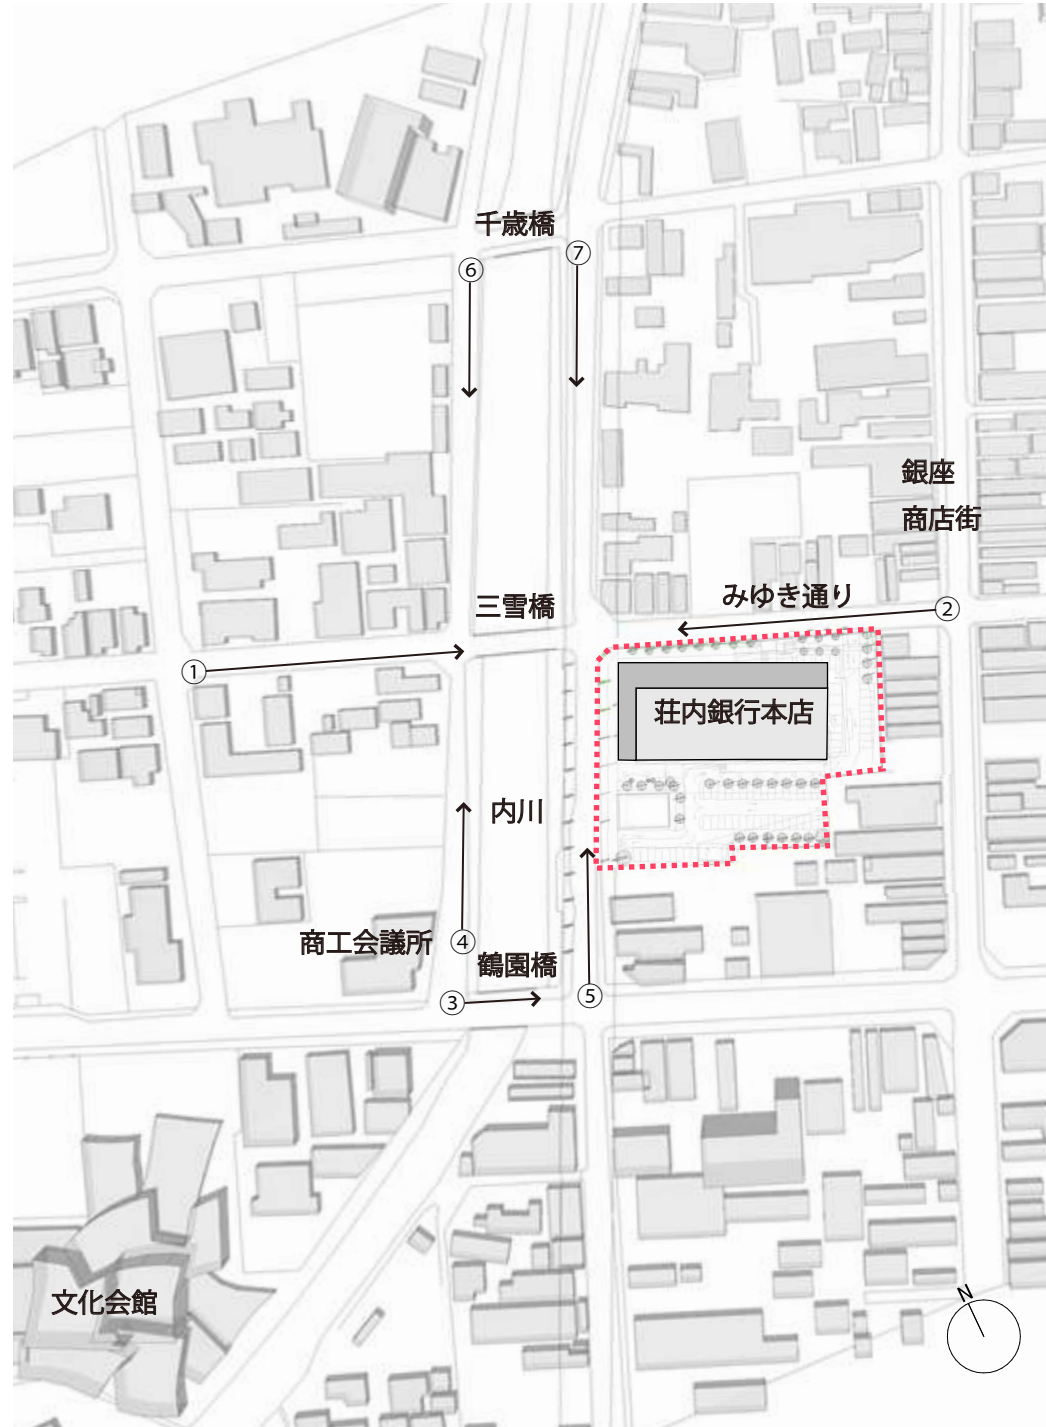 千歳橋
⑦
⑥
銀座
商店街
三雪橋
みゆき通り
②
①
荘内銀行本店
内川
商工会議所
④
鶴園橋
③
⑤
文化会館
N